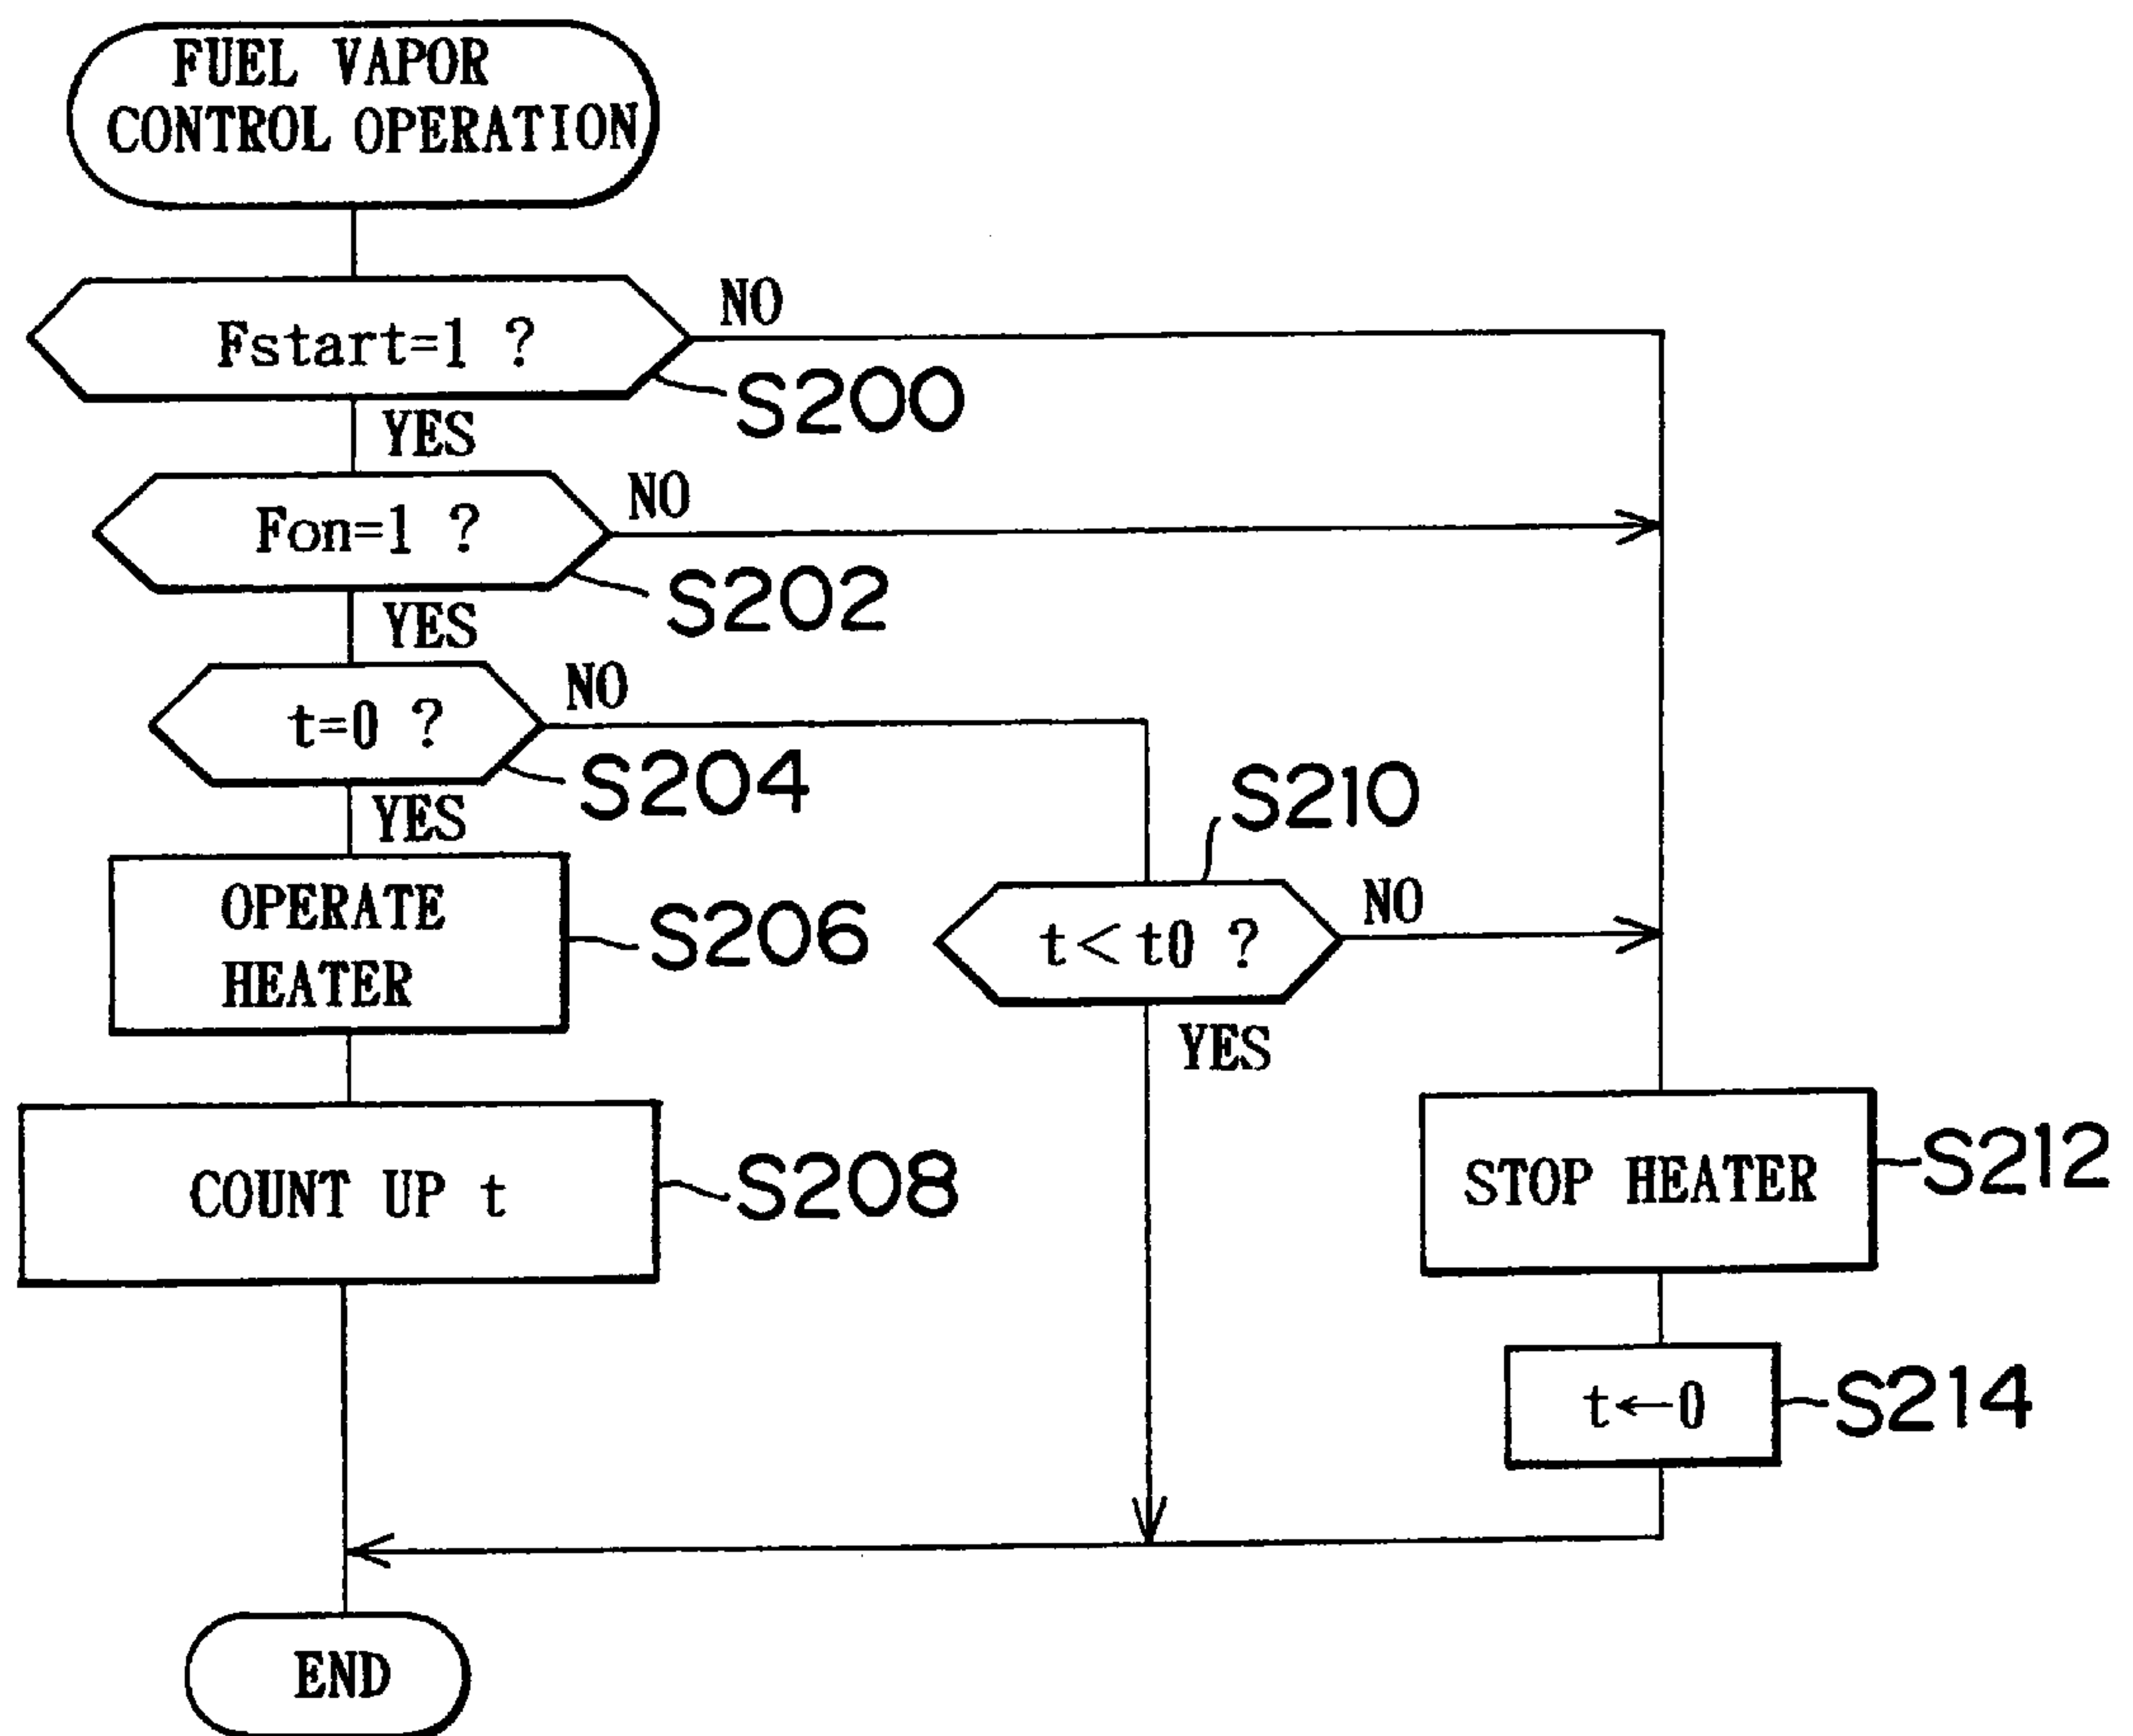 FUEL VAPOR
CONTROL OPERATION
Fstart=1 ?
NO
S200
YES
Fon=1 ?
NO
S202
YES
t=0 ?
NO
S204
YES
OPERATE
HEATER
S206
COUNT UP t
S208
S210
t<t0 ?
NO
YES
STOP HEATER
S212
t←0
S214
END